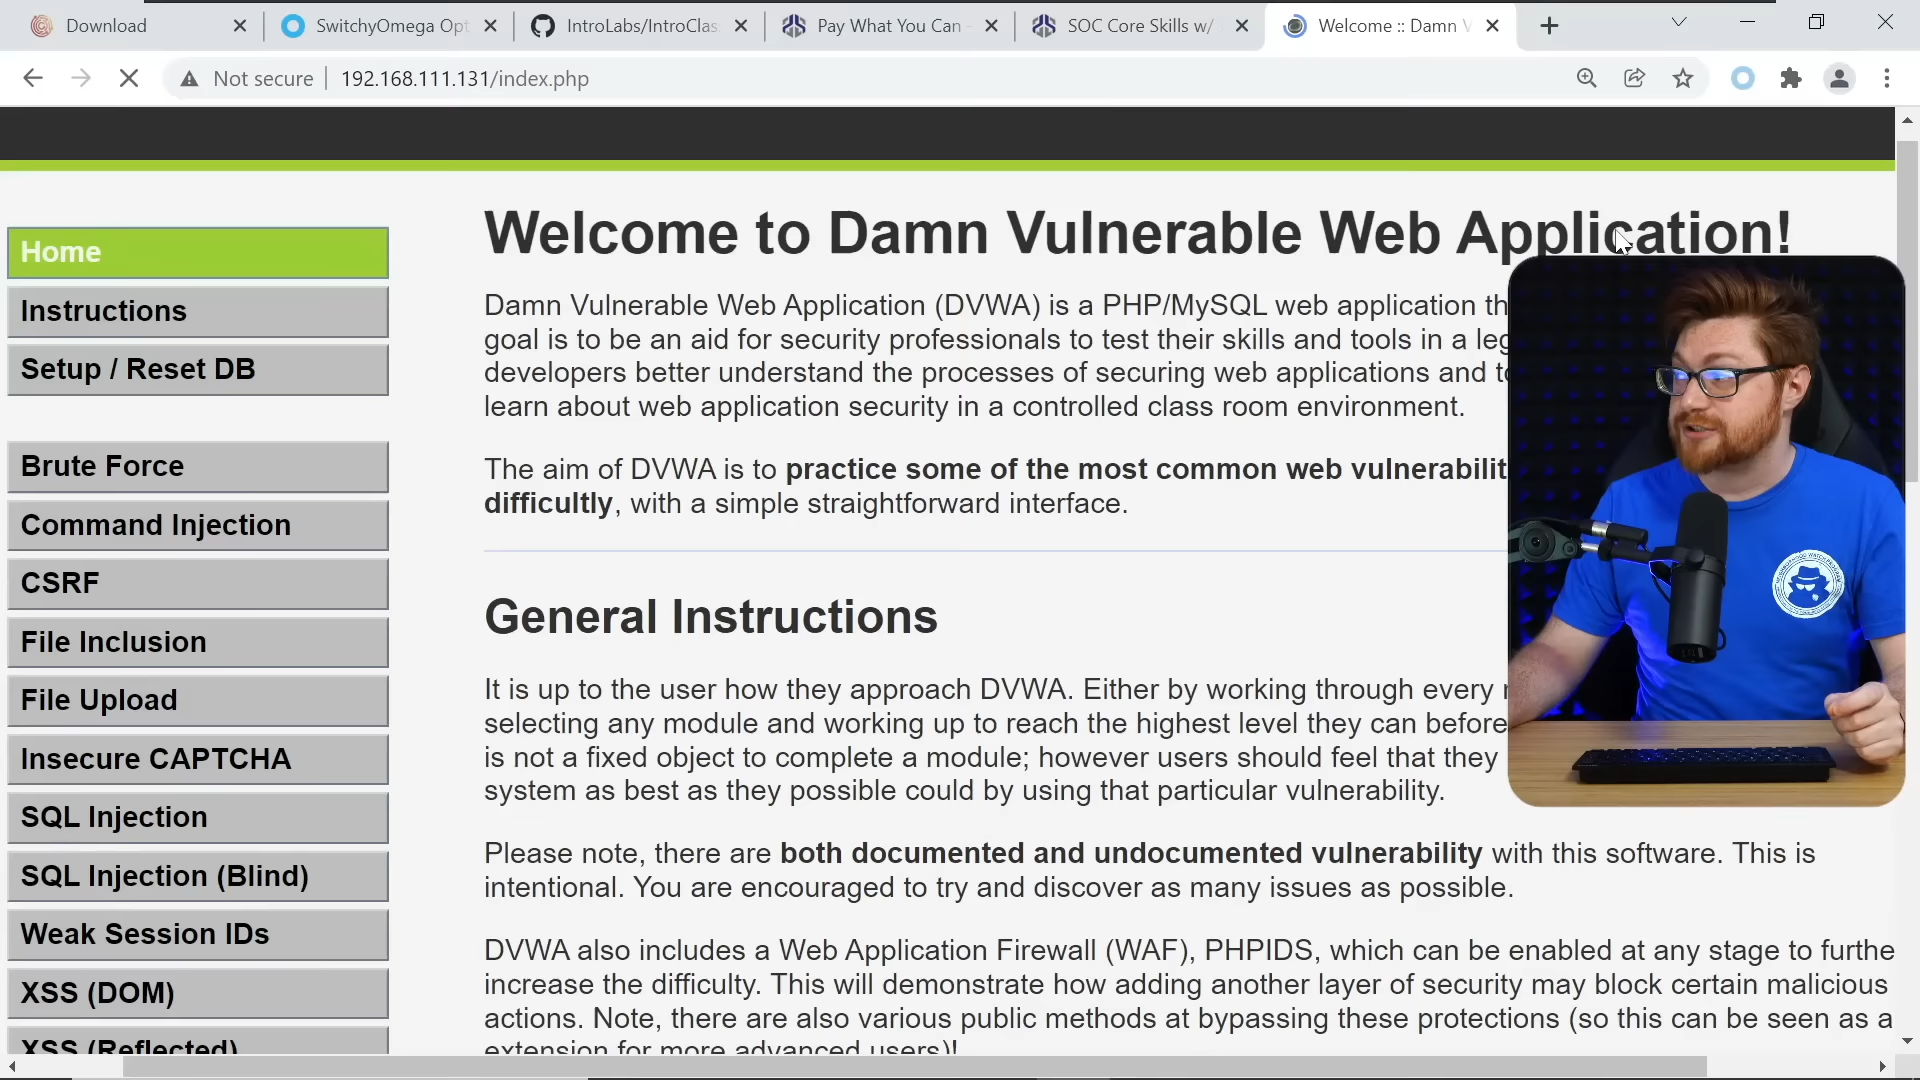 Download
SwitchyOmega Opt
IntroLabs/IntroClas
Pay What You Can -
SOC Core Skills w/
Welcome :: Damn V
Not secure
192.168.111.131/index.php
Home
Instructions
Setup / Reset DB
Brute Force
Command Injection
CSRF
File Inclusion
File Upload
Insecure CAPTCHA
SQL Injection
SQL Injection (Blind)
Weak Session IDs
XSS (DOM)
XSS (Reflected)
Welcome to Damn Vulnerable Web Application!
Damn Vulnerable Web Application (DVWA) is a PHP/MySQL web application th
goal is to be an aid for security professionals to test their skills and tools in a leg
developers better understand the processes of securing web applications and to
learn about web application security in a controlled class room environment.
The aim of DVWA is to practice some of the most common web vulnerabilit
difficultly, with a simple straightforward interface.
General Instructions
It is up to the user how they approach DVWA. Either by working through every
selecting any module and working up to reach the highest level they can before
is not a fixed object to complete a module; however users should feel that they
system as best as they possible could by using that particular vulnerability.
Please note, there are both documented and undocumented vulnerability with this software. This is
intentional. You are encouraged to try and discover as many issues as possible.
DVWA also includes a Web Application Firewall (WAF), PHPIDS, which can be enabled at any stage to furthe
increase the difficulty. This will demonstrate how adding another layer of security may block certain malicious
actions. Note, there are also various public methods at bypassing these protections (so this can be seen as a
extension for more advanced users)!